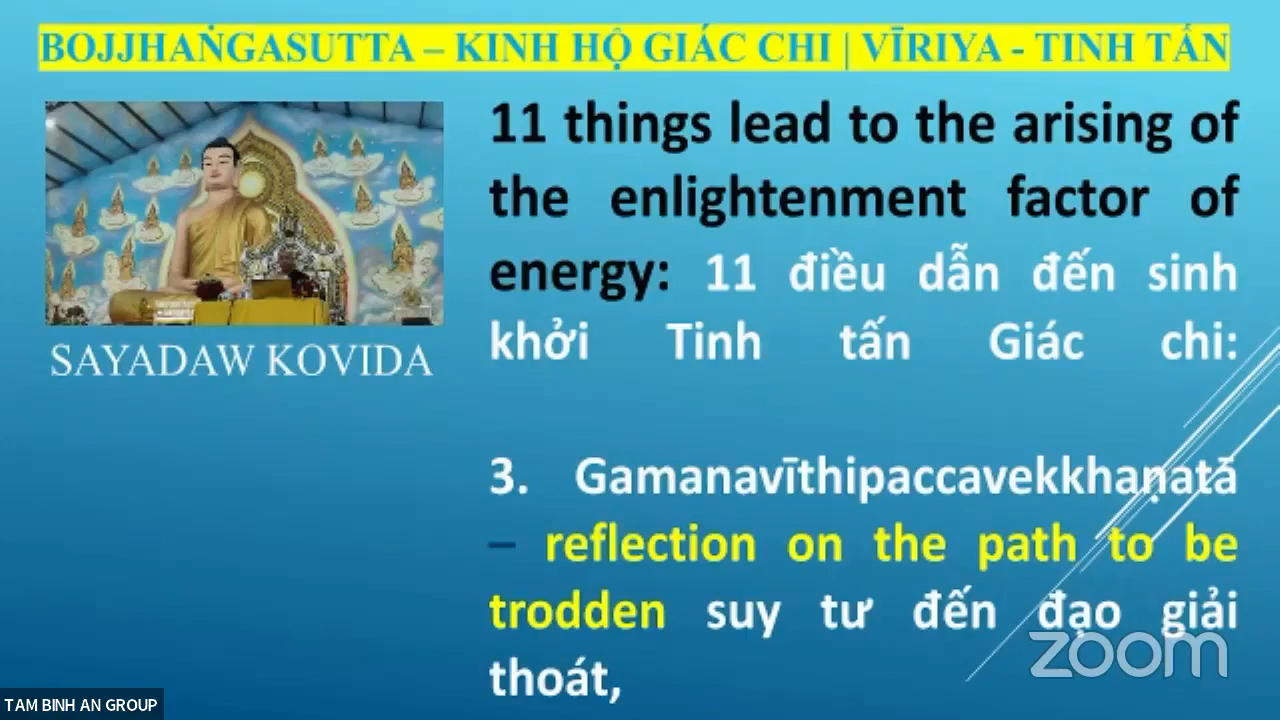 BOJJHAṄGASUTTA – KINH HỘ GIÁC CHI | VĪRIYA - TINH TẤN
11 things lead to the arising of
the enlightenment factor of
energy: 11 điều dẫn đến sinh
khởi Tinh tấn Giác chi:
SAYADAW KOVIDA
3. Gamanavīthipaccavekkhaṇatā
– reflection on the path to be
trodden suy tư đến đạo giải
thoát,
zoom
TAM BINH AN GROUP